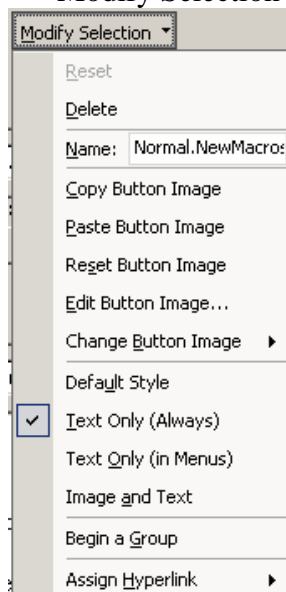 Modify Selection
Modify Selection
Reset
Delete
Name: Normal.NewMacros
Copy Button Image
Paste Button Image
Reset Button Image
Edit Button Image...
Change Button Image
Default Style
Text Only (Always)
Text Only (in Menus)
Image and Text
Begin a Group
Assign Hyperlink